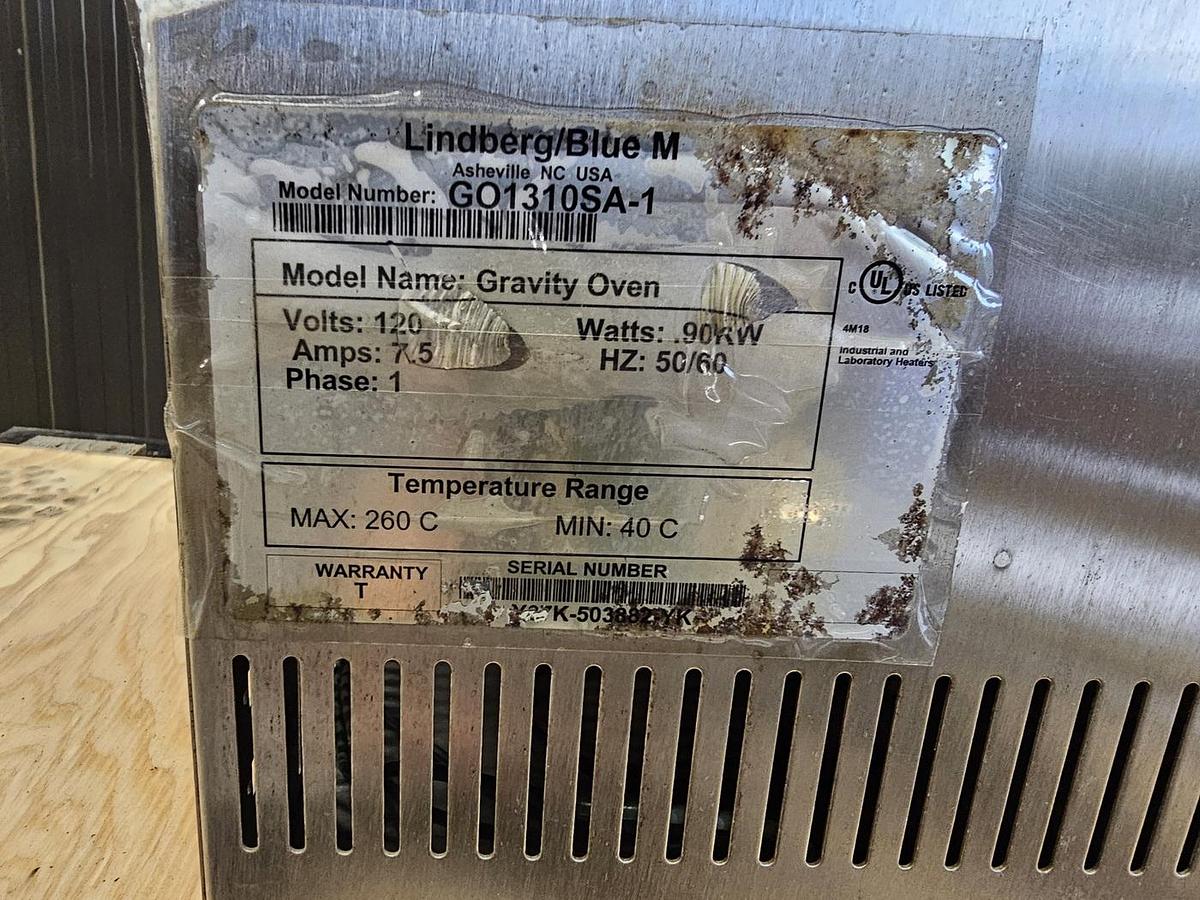 Lindberg/Blue M
Asheville NC USA
Model Number: GO1310SA-1
Model Name: Gravity Oven
Volts: 120
Watts: .90KW
Amps: 7.5
HZ: 50/60
Phase: 1
C UL US LISTED
4M18
Industrial and
Laboratory Heaters
Temperature Range
MAX: 260 C
MIN: 40 C
WARRANTY
T
SERIAL NUMBER